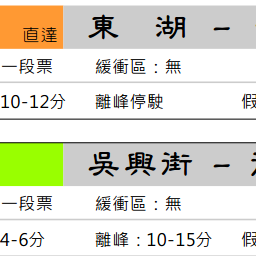 直達 東 湖 –
一段票 緩衝區：無
10-12分 離峰停駛 假
吳興街 –
一段票 緩衝區：無
4-6分 離峰：10-15分 假